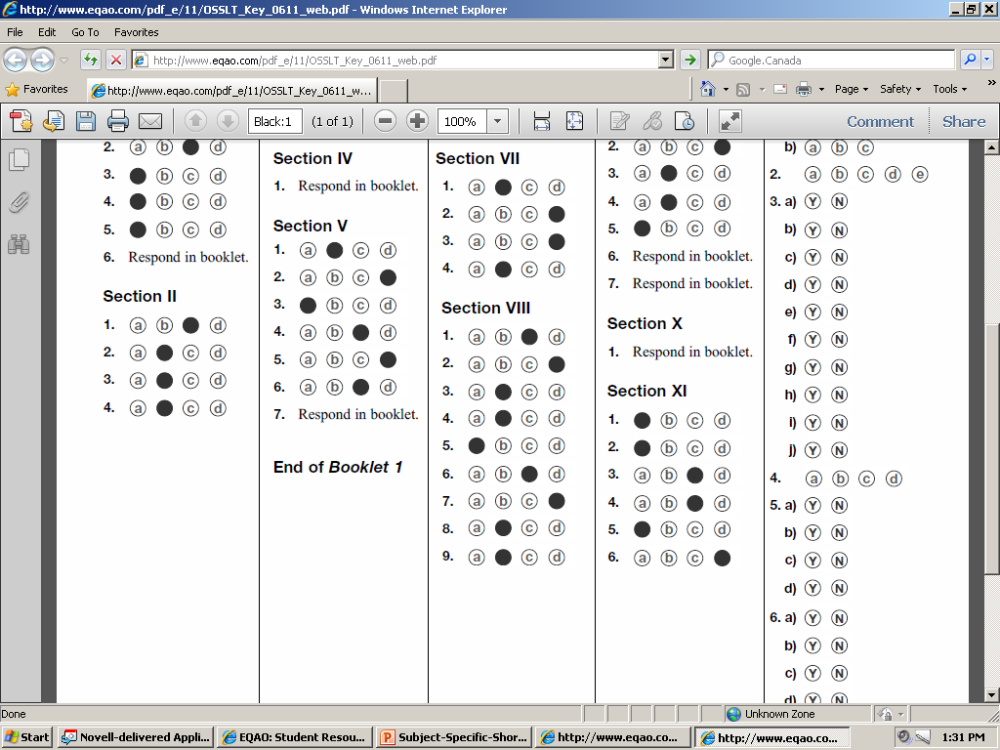 http://www.eqao.com/pdf_e/11/OSSLT_Key_0611_web.pdf - Windows Internet Explorer
File Edit Go To Favorites
http://www.eqao.com/pdf_e/11/OSSLT_Key_0611_web.pdf
Google.Canada
Favorites
http://www.eqao.com/pdf_e/11/OSSLT_Key_0611_w...
Page Safety Tools »
Black:1 (1 of 1) 100% Comment Share
2. a b d
3. b c d
4. b c d
5. b c d
6. Respond in booklet.
Section II
1. a b d
2. a c d
3. a c d
4. a c d
Section IV
1. Respond in booklet.
Section V
1. a c d
2. a b c
3. b c d
4. a b d
5. a b c
6. a b d
7. Respond in booklet.
End of Booklet 1
Section VII
1. a c d
2. a b c
3. a b c
4. a c d
Section VIII
1. a b d
2. a b c
3. a c d
4. a c d
5. b c d
6. a b d
7. a b c
8. a c d
9. a c d
2. a b c
3. a c d
4. a c d
5. b c d
6. Respond in booklet.
7. Respond in booklet.
Section X
1. Respond in booklet.
Section XI
1. b c d
2. b c d
3. a b d
4. a b d
5. b c d
6. a b c
b) a b c
2. a b c d e
3. a) Y N
b) Y N
c) Y N
d) Y N
e) Y N
f) Y N
g) Y N
h) Y N
i) Y N
j) Y N
4. a b c d
5. a) Y N
b) Y N
c) Y N
d) Y N
6. a) Y N
b) Y N
c) Y N
d) Y N
Done Unknown Zone
Start Novell-delivered Appli... EQAO: Student Resou... Subject-Specific-Shor... http://www.eqao.co... http://www.eqao.co... 1:31 PM